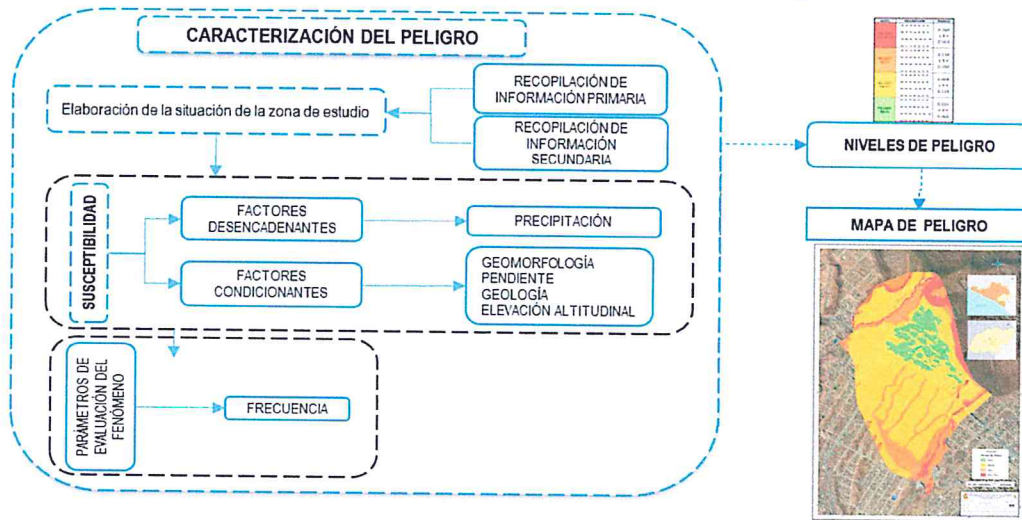 CARACTERIZACIÓN DEL PELIGRO
RECOPILACIÓN DE
INFORMACIÓN PRIMARIA
Elaboración de la situación de la zona de estudio
RECOPILACIÓN DE
INFORMACIÓN
SECUNDARIA
SUSCEPTIBILIDAD
FACTORES
DESENCADENANTES
PRECIPITACIÓN
FACTORES
CONDICIONANTES
GEOMORFOLOGÍA
PENDIENTE
GEOLOGÍA
ELEVACIÓN ALTITUDINAL
PARÁMETROS DE
EVALUACIÓN DEL
FENÓMENO
FRECUENCIA
NIVELES DE PELIGRO
MAPA DE PELIGRO